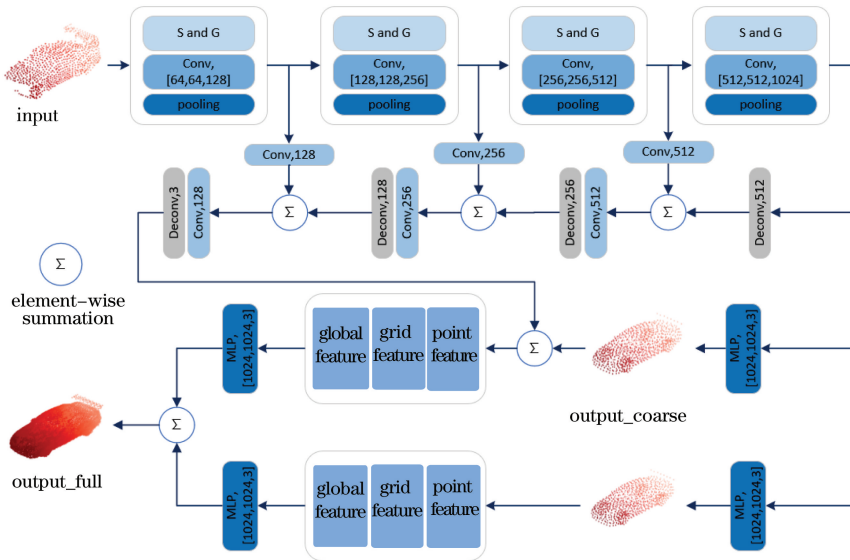 S and G
Conv,
[64,64,128]
pooling
S and G
Conv,
[128,128,256]
pooling
S and G
Conv,
[256,256,512]
pooling
S and G
Conv,
[512,512,1024]
pooling
input
Conv,128
Conv,256
Conv,512
Deconv,3
Conv,128
Σ
Deconv,128
Conv,256
Σ
Deconv,256
Conv,512
Σ
Deconv,512
Σ
element-wise
summation
MLP,
[1024,1024,3]
global
feature
grid
feature
point
feature
Σ
output_coarse
MLP,
[1024,1024,3]
Σ
output_full
MLP,
[1024,1024,3]
global
feature
grid
feature
point
feature
MLP,
[1024,1024,3]